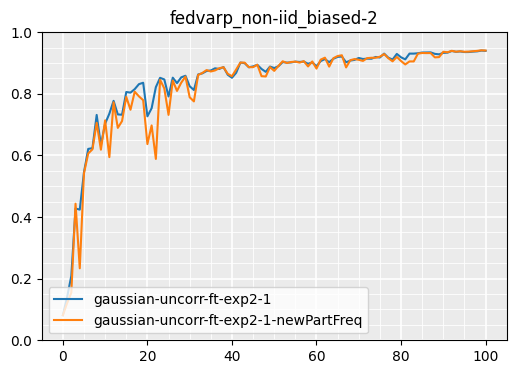 fedvarp_non-iid_biased-2
1.0
0.8
0.6
0.4
0.2
0.0
gaussian-uncorr-ft-exp2-1
gaussian-uncorr-ft-exp2-1-newPartFreq
0 20 40 60 80 100